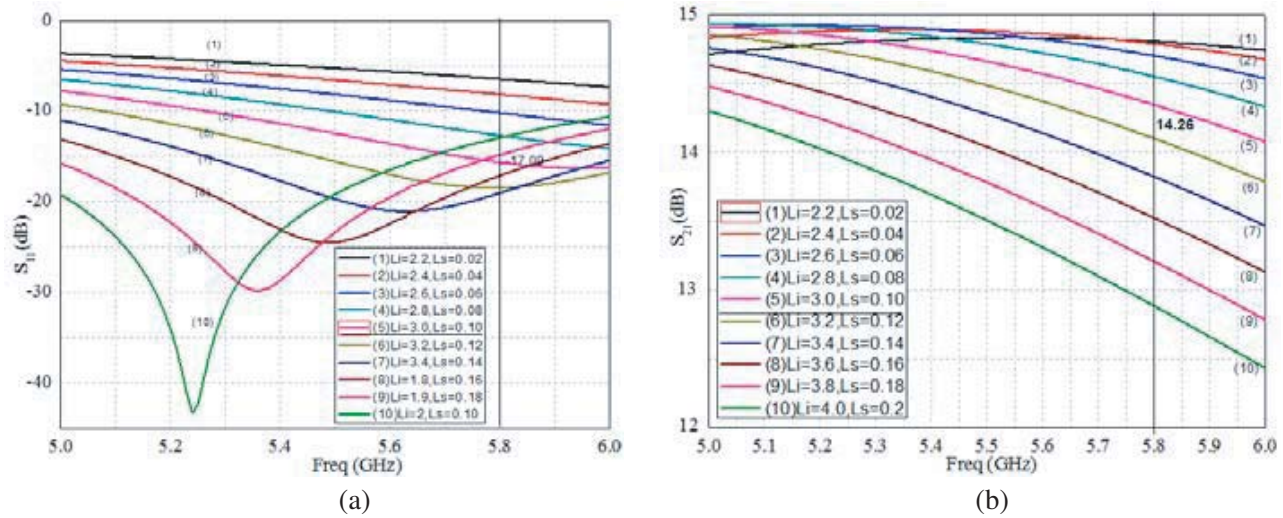 0
-10
-20
-30
-40
S11(dB)
5.0
5.2
5.4
5.6
5.8
6.0
Freq (GHz)
(1)
(2)
(3)
(4)
(5)
(6)
(7)
(8)
(9)
(10)
17.09
(1)Li=2.2,Ls=0.02
(2)Li=2.4,Ls=0.04
(3)Li=2.6,Ls=0.06
(4)Li=2.8,Ls=0.08
(5)Li=3.0,Ls=0.10
(6)Li=3.2,Ls=0.12
(7)Li=3.4,Ls=0.14
(8)Li=1.8,Ls=0.16
(9)Li=1.9,Ls=0.18
(10)Li=2,Ls=0.10
(a)
15
14
13
12
S21(dB)
5.0
5.1
5.2
5.3
5.4
5.5
5.6
5.7
5.8
5.9
6.0
Freq (GHz)
(1)
(2)
(3)
(4)
14.26
(5)
(6)
(7)
(8)
(9)
(10)
(1)Li=2.2,Ls=0.02
(2)Li=2.4,Ls=0.04
(3)Li=2.6,Ls=0.06
(4)Li=2.8,Ls=0.08
(5)Li=3.0,Ls=0.10
(6)Li=3.2,Ls=0.12
(7)Li=3.4,Ls=0.14
(8)Li=3.6,Ls=0.16
(9)Li=3.8,Ls=0.18
(10)Li=4.0,Ls=0.2
(b)